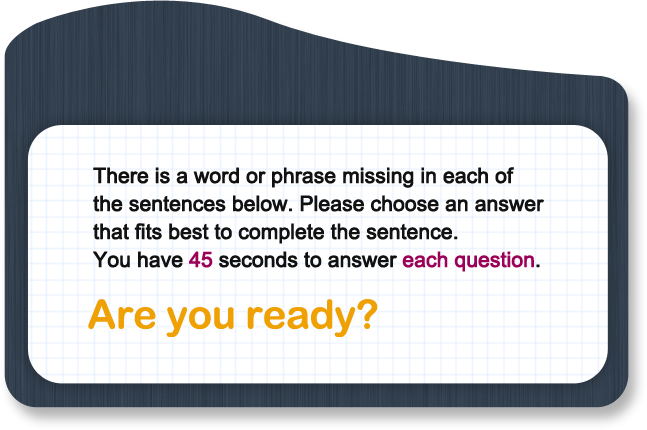 There is a word or phrase missing in each of
the sentences below. Please choose an answer
that fits best to complete the sentence.
You have 45 seconds to answer each question.
Are you ready?